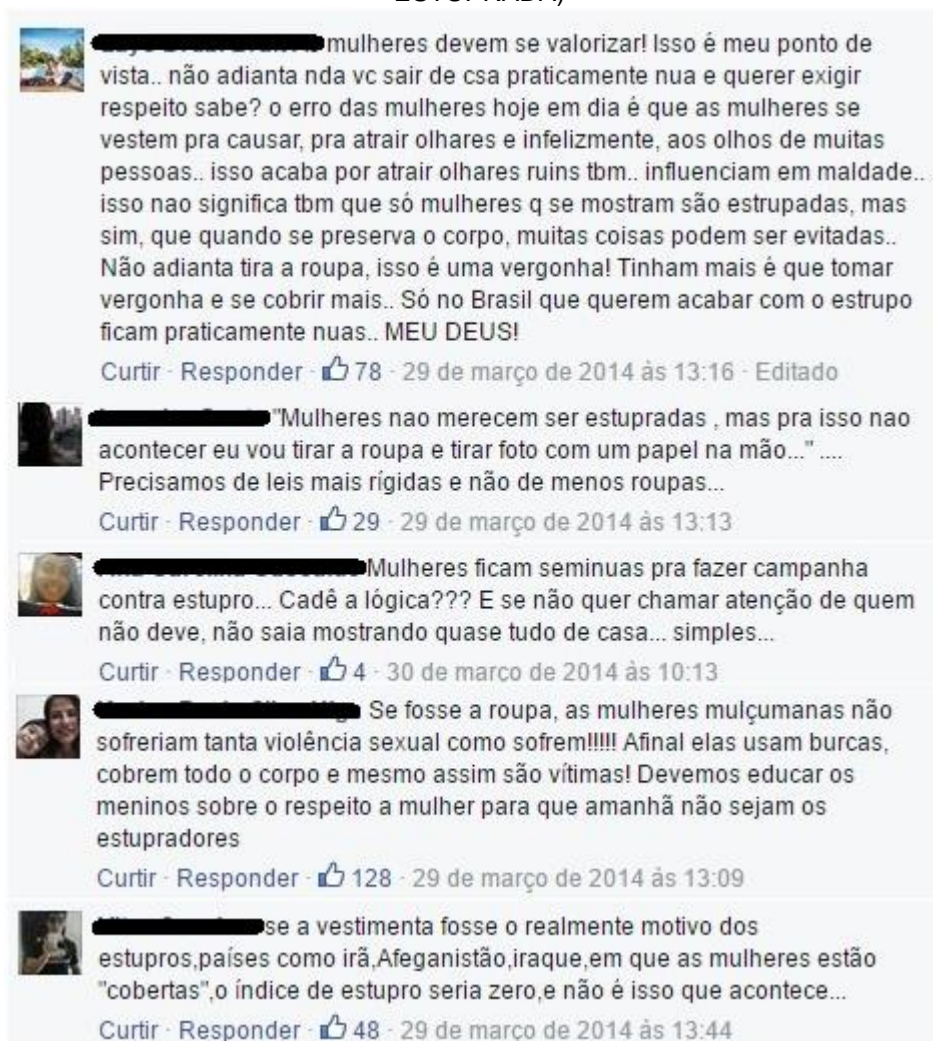 mulheres devem se valorizar! Isso é meu ponto de
vista.. não adianta nda vc sair de csa praticamente nua e querer exigir
respeito sabe? o erro das mulheres hoje em dia é que as mulheres se
vestem pra causar, pra atrair olhares e infelizmente, aos olhos de muitas
pessoas.. isso acaba por atrair olhares ruins tbm.. influenciam em maldade..
isso nao significa tbm que só mulheres q se mostram são estrupadas, mas
sim, que quando se preserva o corpo, muitas coisas podem ser evitadas..
Não adianta tira a roupa, isso é uma vergonha! Tinham mais é que tomar
vergonha e se cobrir mais.. Só no Brasil que querem acabar com o estrupo
ficam praticamente nuas.. MEU DEUS!
Curtir · Responder · 78 · 29 de março de 2014 às 13:16 · Editado
"Mulheres nao merecem ser estupradas , mas pra isso nao
acontecer eu vou tirar a roupa e tirar foto com um papel na mão..." ....
Precisamos de leis mais rígidas e não de menos roupas...
Curtir · Responder · 29 · 29 de março de 2014 às 13:13
Mulheres ficam seminuas pra fazer campanha
contra estupro... Cadê a lógica??? E se não quer chamar atenção de quem
não deve, não saia mostrando quase tudo de casa... simples...
Curtir · Responder · 4 · 30 de março de 2014 às 10:13
Se fosse a roupa, as mulheres mulçumanas não
sofreriam tanta violência sexual como sofrem!!!!! Afinal elas usam burcas,
cobrem todo o corpo e mesmo assim são vítimas! Devemos educar os
meninos sobre o respeito a mulher para que amanhã não sejam os
estupradores
Curtir · Responder · 128 · 29 de março de 2014 às 13:09
se a vestimenta fosse o realmente motivo dos
estupros,países como irã,Afeganistão,iraque,em que as mulheres estão
"cobertas",o índice de estupro seria zero,e não é isso que acontece...
Curtir · Responder · 48 · 29 de março de 2014 às 13:44